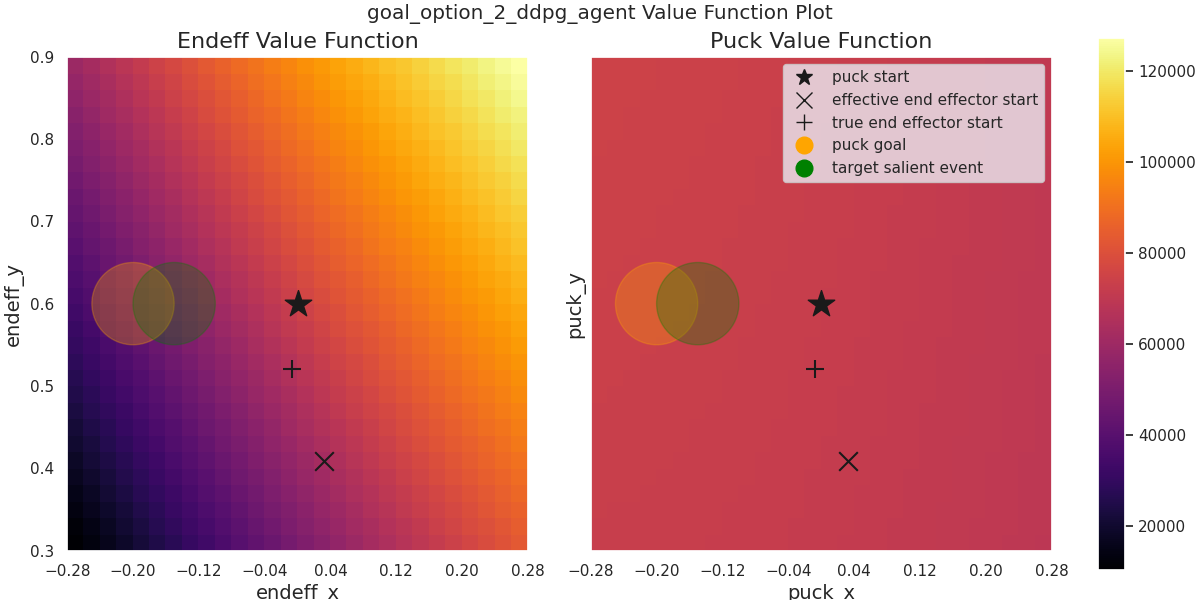 goal_option_2_ddpg_agent Value Function Plot
Endeff Value Function
Puck Value Function
0.9
0.8
0.7
0.6
0.5
0.4
0.3
endeff_y
−0.28 −0.20 −0.12 −0.04 0.04 0.12 0.20 0.28
endeff_x
puck start
effective end effector start
true end effector start
puck goal
target salient event
puck_y
−0.28 −0.20 −0.12 −0.04 0.04 0.12 0.20 0.28
puck_x
120000
100000
80000
60000
40000
20000